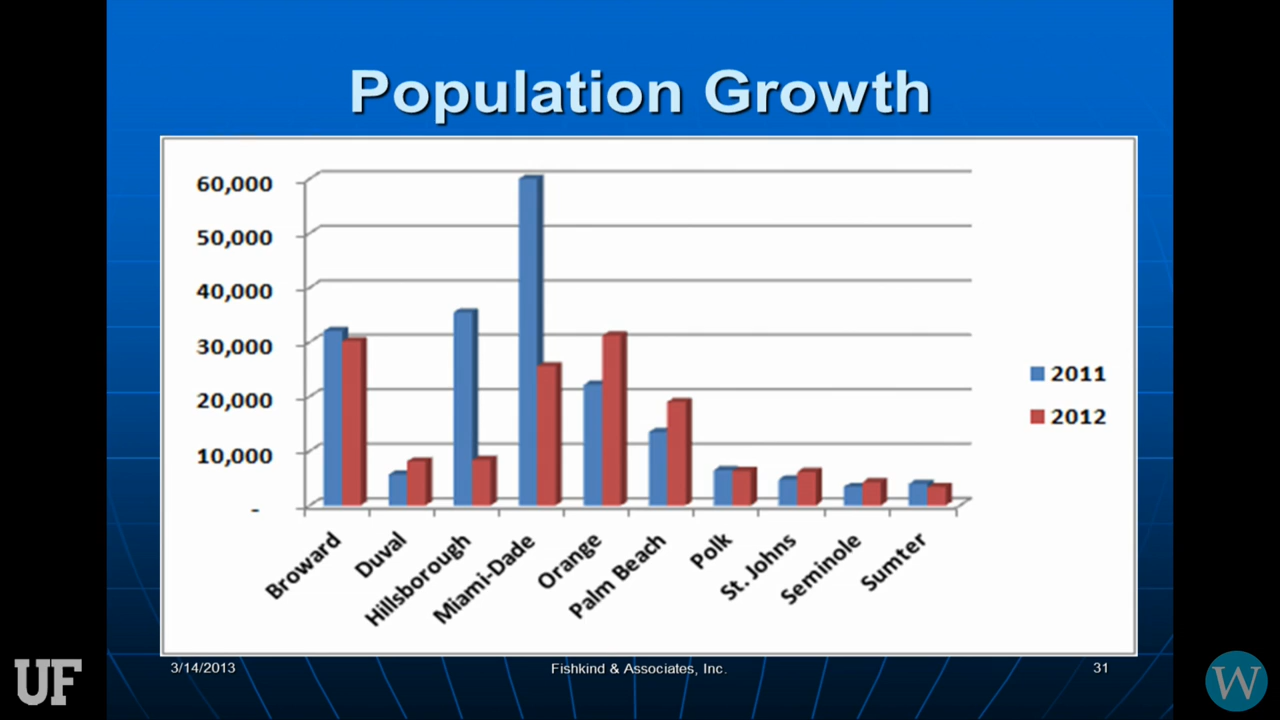 Population Growth
60,000
50,000
40,000
30,000
20,000
10,000
-
2011
2012
Broward
Duval
Hillsborough
Miami-Dade
Orange
Palm Beach
Polk
St. Johns
Seminole
Sumter
3/14/2013
Fishkind & Associates, Inc.
31
UF
W